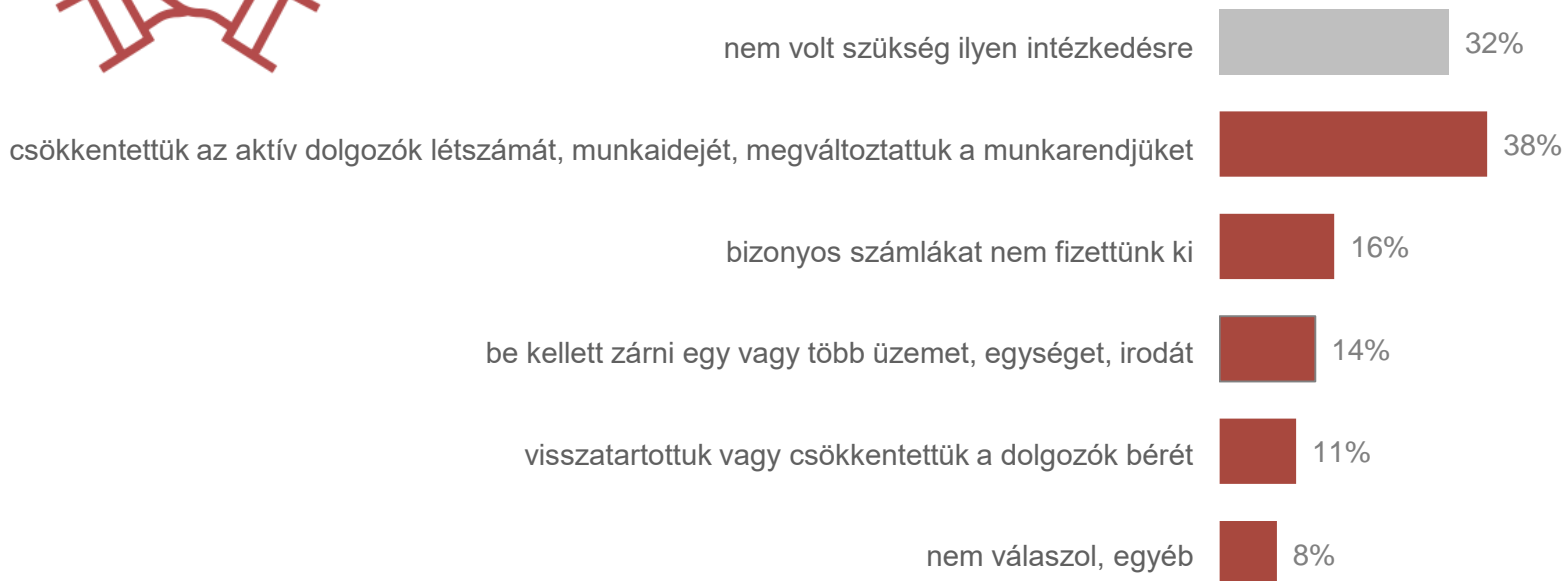 nem volt szükség ilyen intézkedésre 32%
csökkentettük az aktív dolgozók létszámát, munkaidejét, megváltoztattuk a munkarendjüket 38%
bizonyos számlákat nem fizettünk ki 16%
be kellett zárni egy vagy több üzemet, egységet, irodát 14%
visszatartottuk vagy csökkentettük a dolgozók bérét 11%
nem válaszol, egyéb 8%